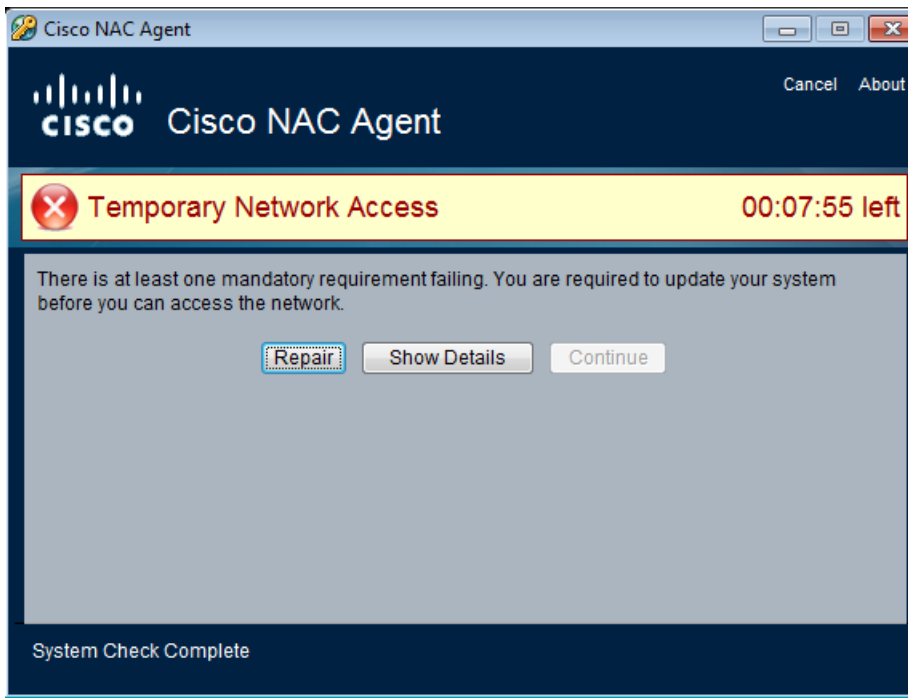 Cisco NAC Agent
Cancel About
CISCO Cisco NAC Agent
Temporary Network Access 00:07:55 left
There is at least one mandatory requirement failing. You are required to update your system
before you can access the network.
Repair Show Details Continue
System Check Complete